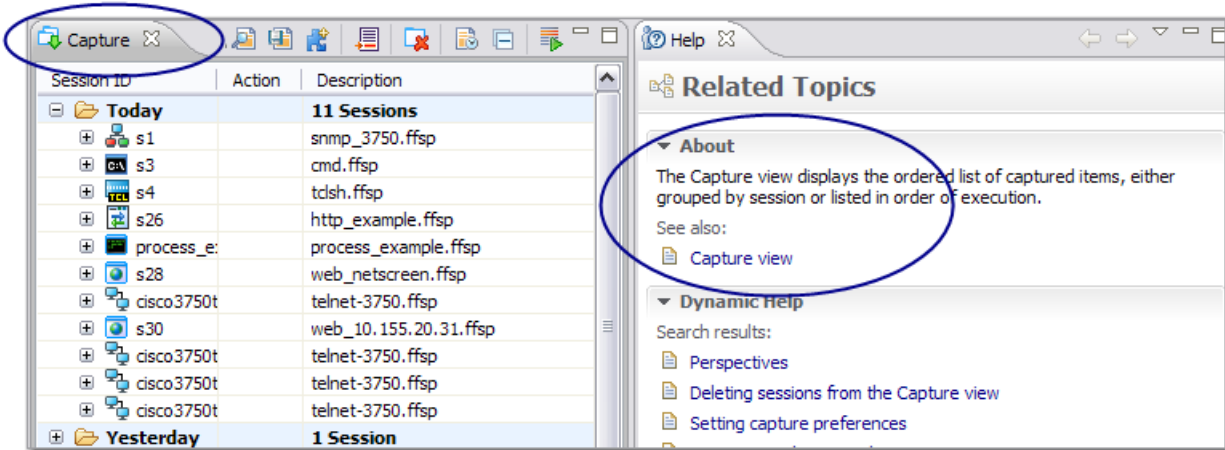 Capture
Session ID Action Description
Today 11 Sessions
s1 snmp_3750.ffsp
s3 cmd.ffsp
s4 tclsh.ffsp
s26 http_example.ffsp
process_e: process_example.ffsp
s28 web_netscreen.ffsp
cisco3750t telnet-3750.ffsp
s30 web_10.155.20.31.ffsp
cisco3750t telnet-3750.ffsp
cisco3750t telnet-3750.ffsp
cisco3750t telnet-3750.ffsp
Yesterday 1 Session
Help
Related Topics
About
The Capture view displays the ordered list of captured items, either
grouped by session or listed in order of execution.
See also:
Capture view
Dynamic Help
Search results:
Perspectives
Deleting sessions from the Capture view
Setting capture preferences